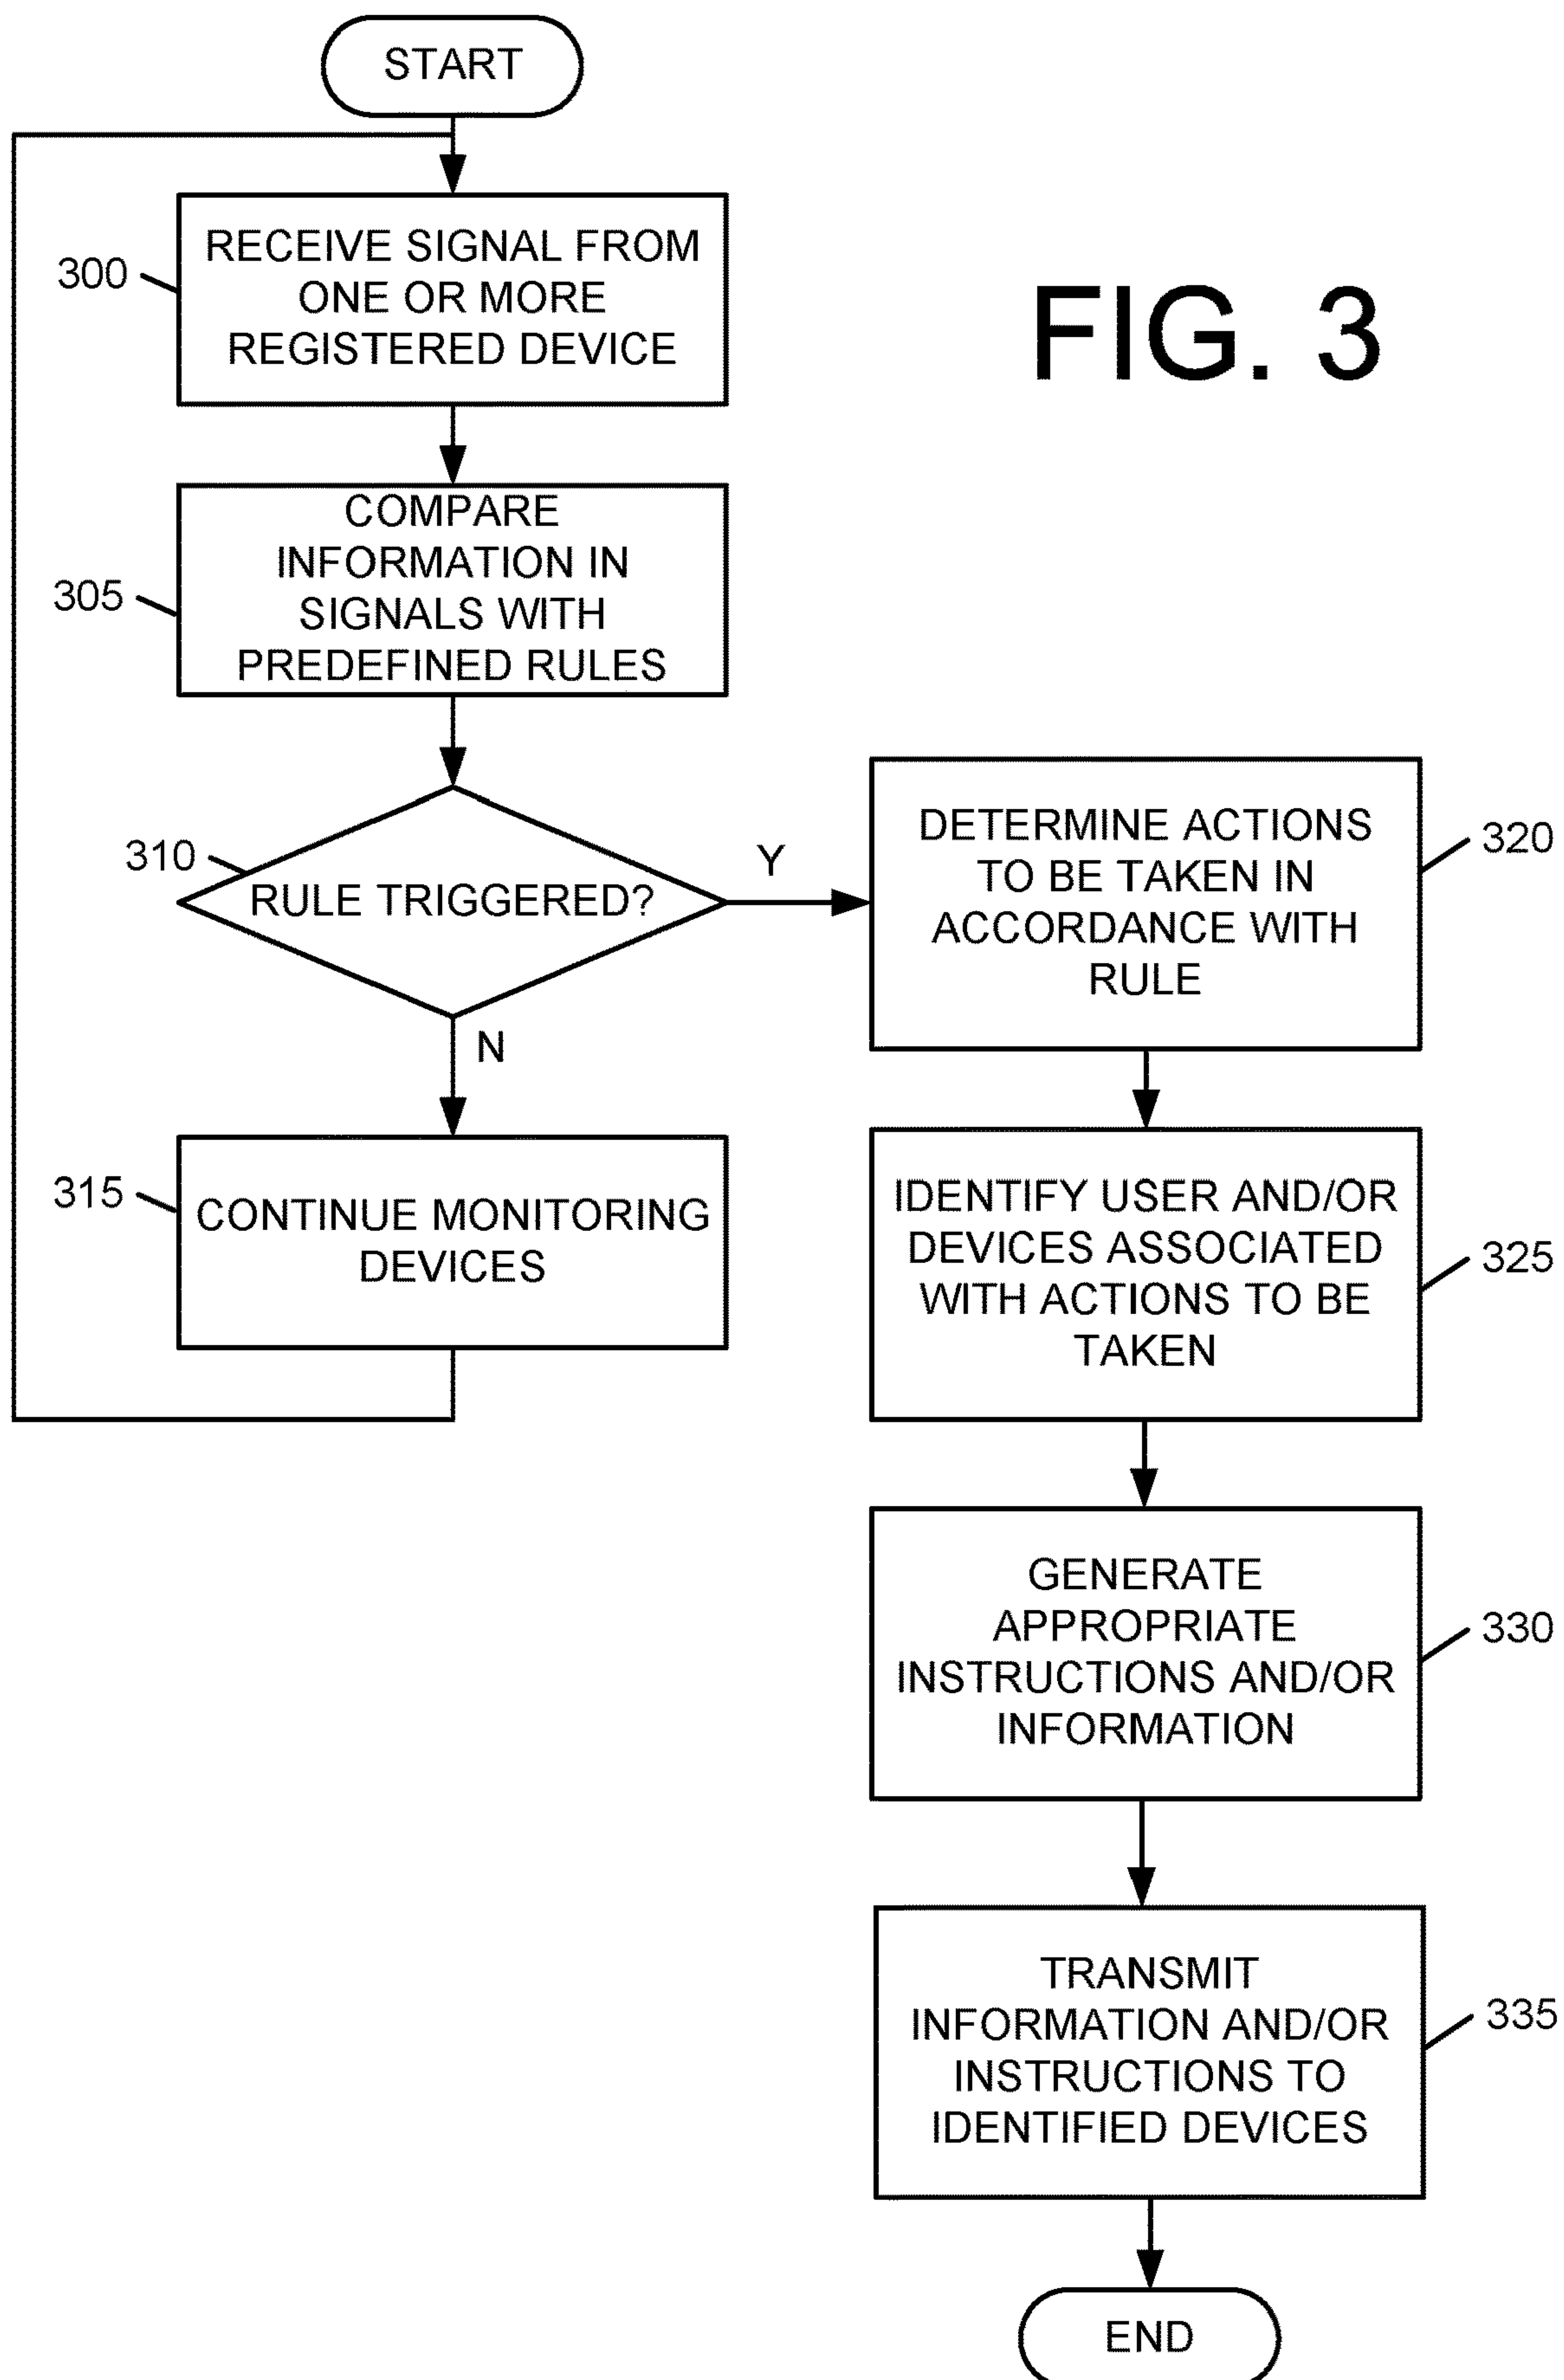 START
300
RECEIVE SIGNAL FROM
ONE OR MORE
REGISTERED DEVICE
FIG. 3
305
COMPARE
INFORMATION IN
SIGNALS WITH
PREDEFINED RULES
310
RULE TRIGGERED?
Y
N
315
CONTINUE MONITORING
DEVICES
DETERMINE ACTIONS
TO BE TAKEN IN
ACCORDANCE WITH
RULE
320
IDENTIFY USER AND/OR
DEVICES ASSOCIATED
WITH ACTIONS TO BE
TAKEN
325
GENERATE
APPROPRIATE
INSTRUCTIONS AND/OR
INFORMATION
330
TRANSMIT
INFORMATION AND/OR
INSTRUCTIONS TO
IDENTIFIED DEVICES
335
END